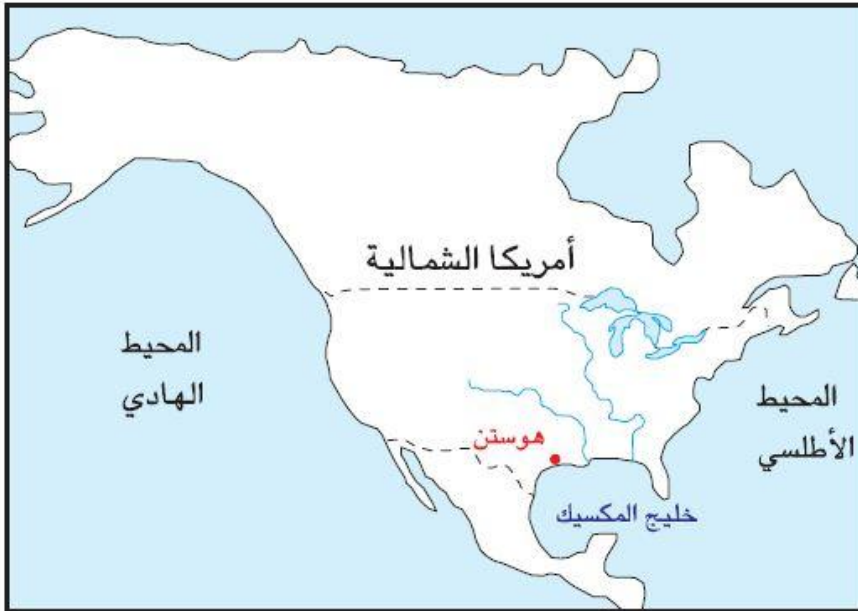 أمريكا الشمالية
المحيط
الهادي
المحيط
الأطلسي
هوستن
خليج المكسيك